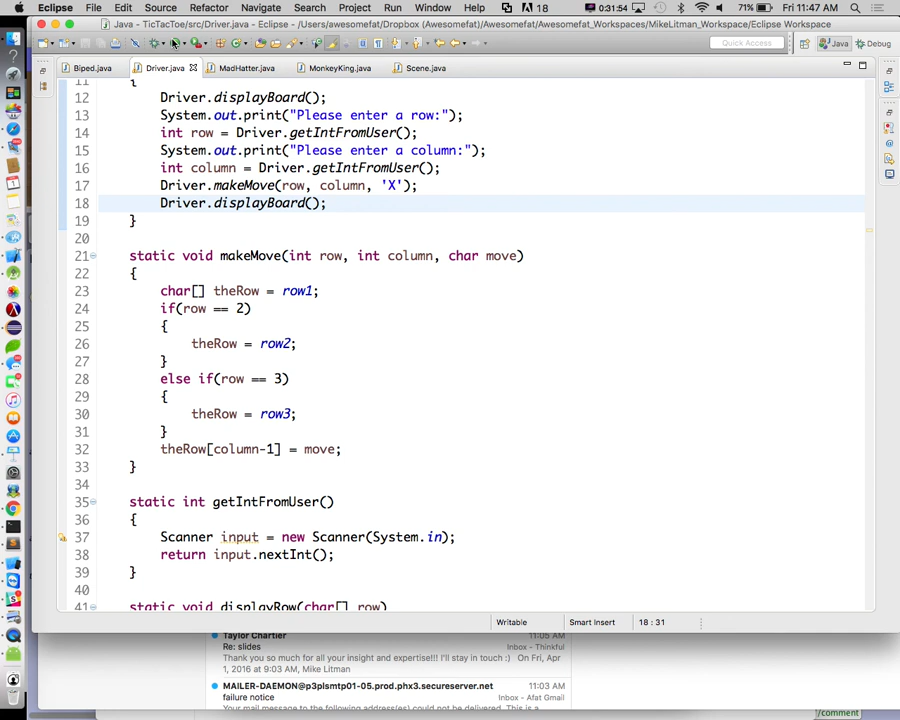 Eclipse File Edit Source Refactor Navigate Search Project Run Window Help 18 0:31:54 71% Fri 11:47 AM
Java - TicTacToe/src/Driver.java - Eclipse - /Users/awesomefat/Dropbox (Awesomefat)/Awesomefat_Workspaces/MikeLitman_Workspace/Eclipse Workspace
Quick Access Java Debug
Biped.java Driver.java MadHatter.java MonkeyKing.java Scene.java
11 {
12 Driver.displayBoard();
13 System.out.print("Please enter a row:");
14 int row = Driver.getIntFromUser();
15 System.out.print("Please enter a column:");
16 int column = Driver.getIntFromUser();
17 Driver.makeMove(row, column, 'X');
18 Driver.displayBoard();
19 }
20
21 static void makeMove(int row, int column, char move)
22 {
23 char[] theRow = row1;
24 if(row == 2)
25 {
26 theRow = row2;
27 }
28 else if(row == 3)
29 {
30 theRow = row3;
31 }
32 theRow[column-1] = move;
33 }
34
35 static int getIntFromUser()
36 {
37 Scanner input = new Scanner(System.in);
38 return input.nextInt();
39 }
40
41 static void displayRow(char[] row)
Writable Smart Insert 18 : 31
Taylor Chartier 11:05 AM
Re: slides Inbox - Thinkful
Thank you so much for all your insight and expertise!!! I'll stay in touch :) On Fri, Apr
1, 2016 at 9:03 AM, Mike Litman
MAILER-DAEMON@p3plsmtp01-05.prod.phx3.secureserver.net 11:03 AM
failure notice Inbox - Afat Gmail
/comment